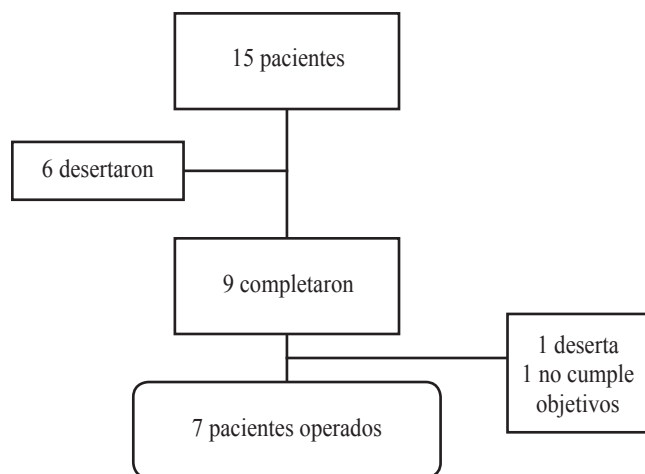 15 pacientes
6 desertaron
9 completaron
1 deserta
1 no cumple
objetivos
7 pacientes operados